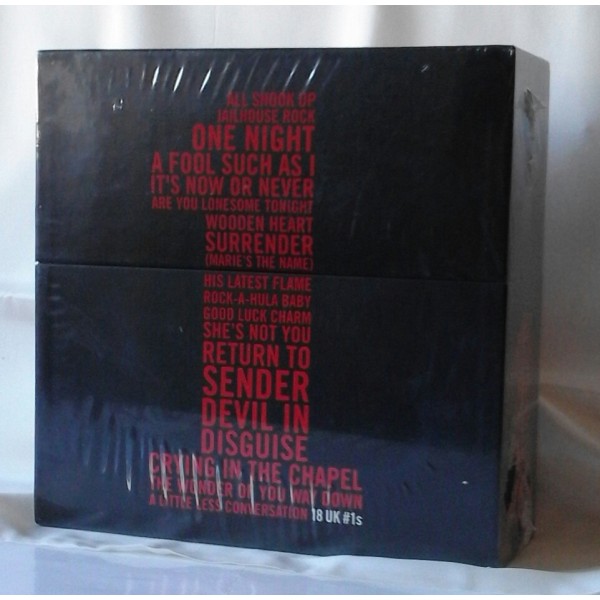 ALL SHOOK UP
JAILHOUSE ROCK
ONE NIGHT
A FOOL SUCH AS I
IT'S NOW OR NEVER
ARE YOU LONESOME TONIGHT
WOODEN HEART
SURRENDER
(MARIE'S THE NAME)
HIS LATEST FLAME
ROCK-A-HULA BABY
GOOD LUCK CHARM
SHE'S NOT YOU
RETURN TO
SENDER
DEVIL IN
DISGUISE
CRYING IN THE CHAPEL
THE WONDER OF YOU WAY DOWN
A LITTLE LESS CONVERSATION 18 UK #1s